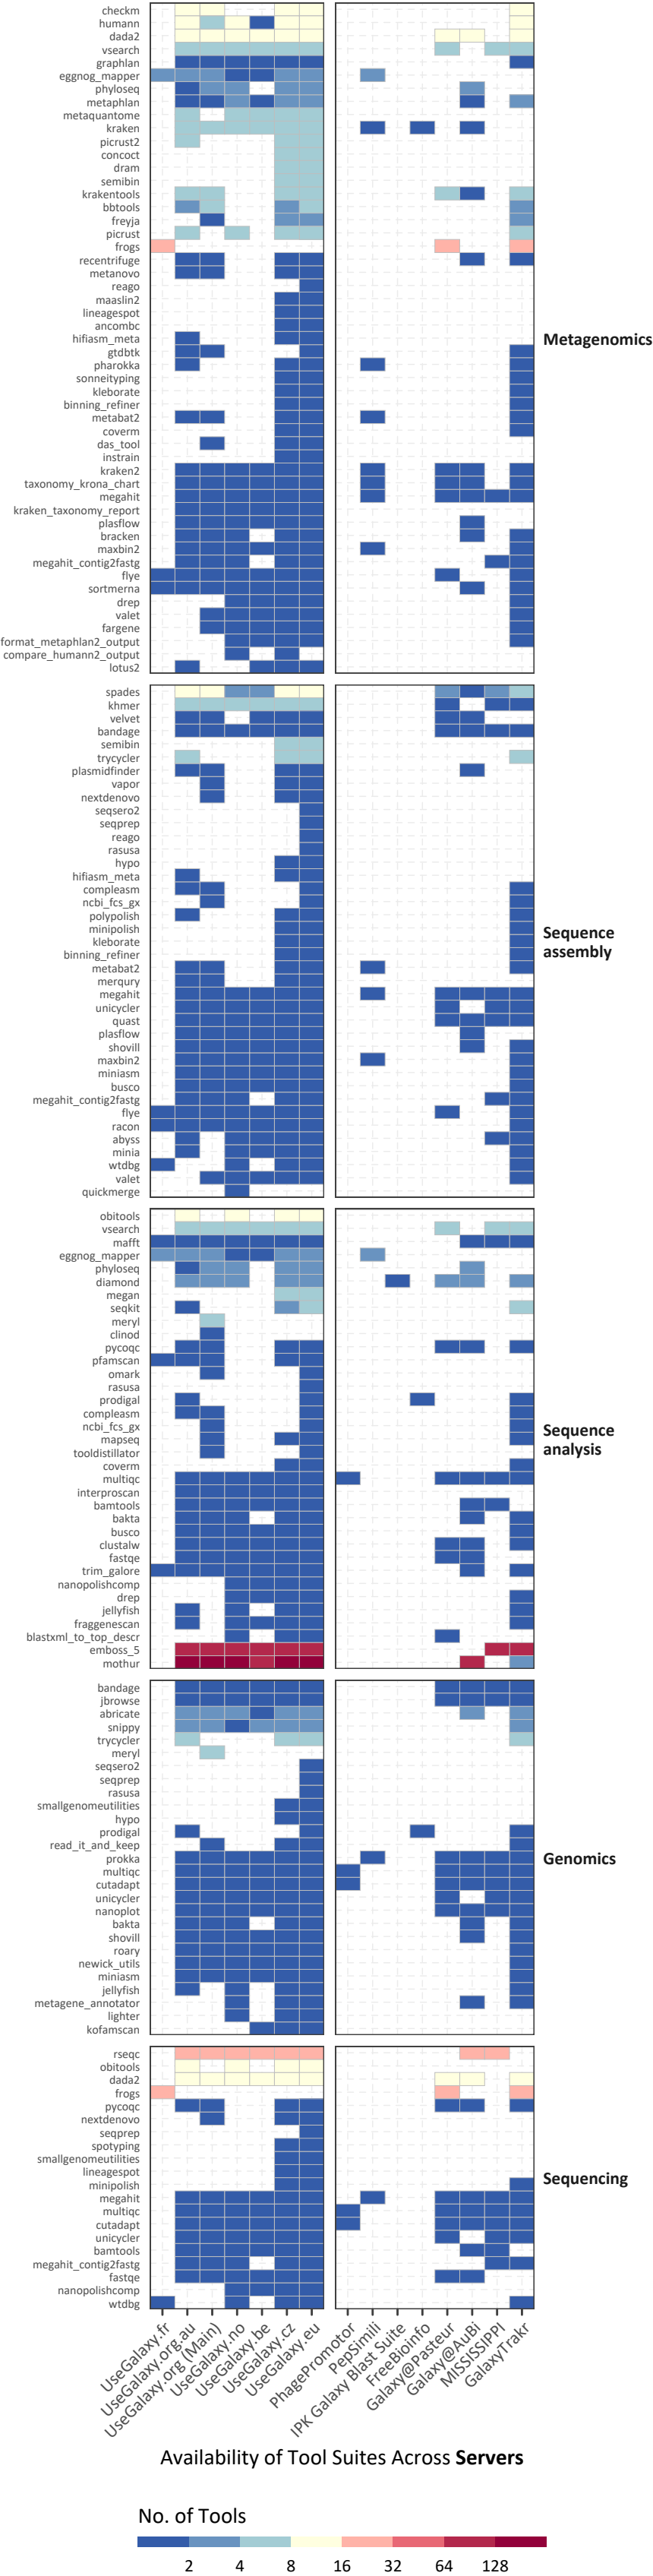 checkm
humann
dada2
vsearch
graphlan
eggnog_mapper
phyloseq
metaphlan
metaquantome
kraken
picrust2
concoct
dram
semibin
krakentools
bbtools
freyja
picrust
frogs
recentrifuge
metanovo
reago
maaslin2
lineagespot
ancombc
hifiasm_meta
gtdbtk
pharokka
sonneityping
kleborate
binning_refiner
metabat2
coverm
das_tool
instrain
kraken2
taxonomy_krona_chart
megahit
kraken_taxonomy_report
plasflow
bracken
maxbin2
megahit_contig2fastg
flye
sortmerna
drep
valet
fargene
format_metaphlan2_output
compare_humann2_output
lotus2
Metagenomics
spades
khmer
velvet
bandage
semibin
trycycler
plasmidfinder
vapor
nextdenovo
seqsero2
seqprep
reago
rasusa
hypo
hifiasm_meta
compleasm
ncbi_fcs_gx
polypolish
minipolish
kleborate
binning_refiner
metabat2
merqury
megahit
unicycler
quast
plasflow
shovill
maxbin2
miniasm
busco
megahit_contig2fastg
flye
racon
abyss
minia
wtdbg
valet
quickmerge
Sequence
assembly
obitools
vsearch
mafft
eggnog_mapper
phyloseq
diamond
megan
seqkit
meryl
clinod
pycoqc
pfamscan
omark
rasusa
prodigal
compleasm
ncbi_fcs_gx
mapseq
tooldistillator
coverm
multiqc
interproscan
bamtools
bakta
busco
clustalw
fastqe
trim_galore
nanopolishcomp
drep
jellyfish
fraggenescan
blastxml_to_top_descr
emboss_5
mothur
Sequence
analysis
bandage
jbrowse
abricate
snippy
trycycler
meryl
seqsero2
seqprep
rasusa
smallgenomeutilities
hypo
prodigal
read_it_and_keep
prokka
multiqc
cutadapt
unicycler
nanoplot
bakta
shovill
roary
newick_utils
miniasm
jellyfish
metagene_annotator
lighter
kofamscan
Genomics
rseqc
obitools
dada2
frogs
pycoqc
nextdenovo
seqprep
spotyping
smallgenomeutilities
lineagespot
minipolish
megahit
multiqc
cutadapt
unicycler
bamtools
megahit_contig2fastg
fastqe
nanopolishcomp
wtdbg
Sequencing
UseGalaxy.fr
UseGalaxy.org.au
UseGalaxy.org (Main)
UseGalaxy.no
UseGalaxy.be
UseGalaxy.cz
UseGalaxy.eu
PhagePromotor
PepSimili
IPK Galaxy Blast Suite
FreeBioinfo
Galaxy@Pasteur
Galaxy@AuBi
MISSISSIPPI
GalaxyTrakr
Availability of Tool Suites Across Servers
No. of Tools
2 4 8 16 32 64 128